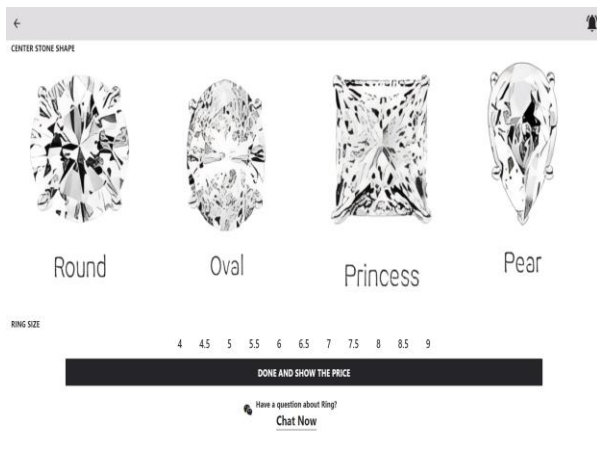 CENTER STONE SHAPE
Round Oval Princess Pear
RING SIZE
4 4.5 5 5.5 6 6.5 7 7.5 8 8.5 9
DONE AND SHOW THE PRICE
Have a question about Ring?
Chat Now